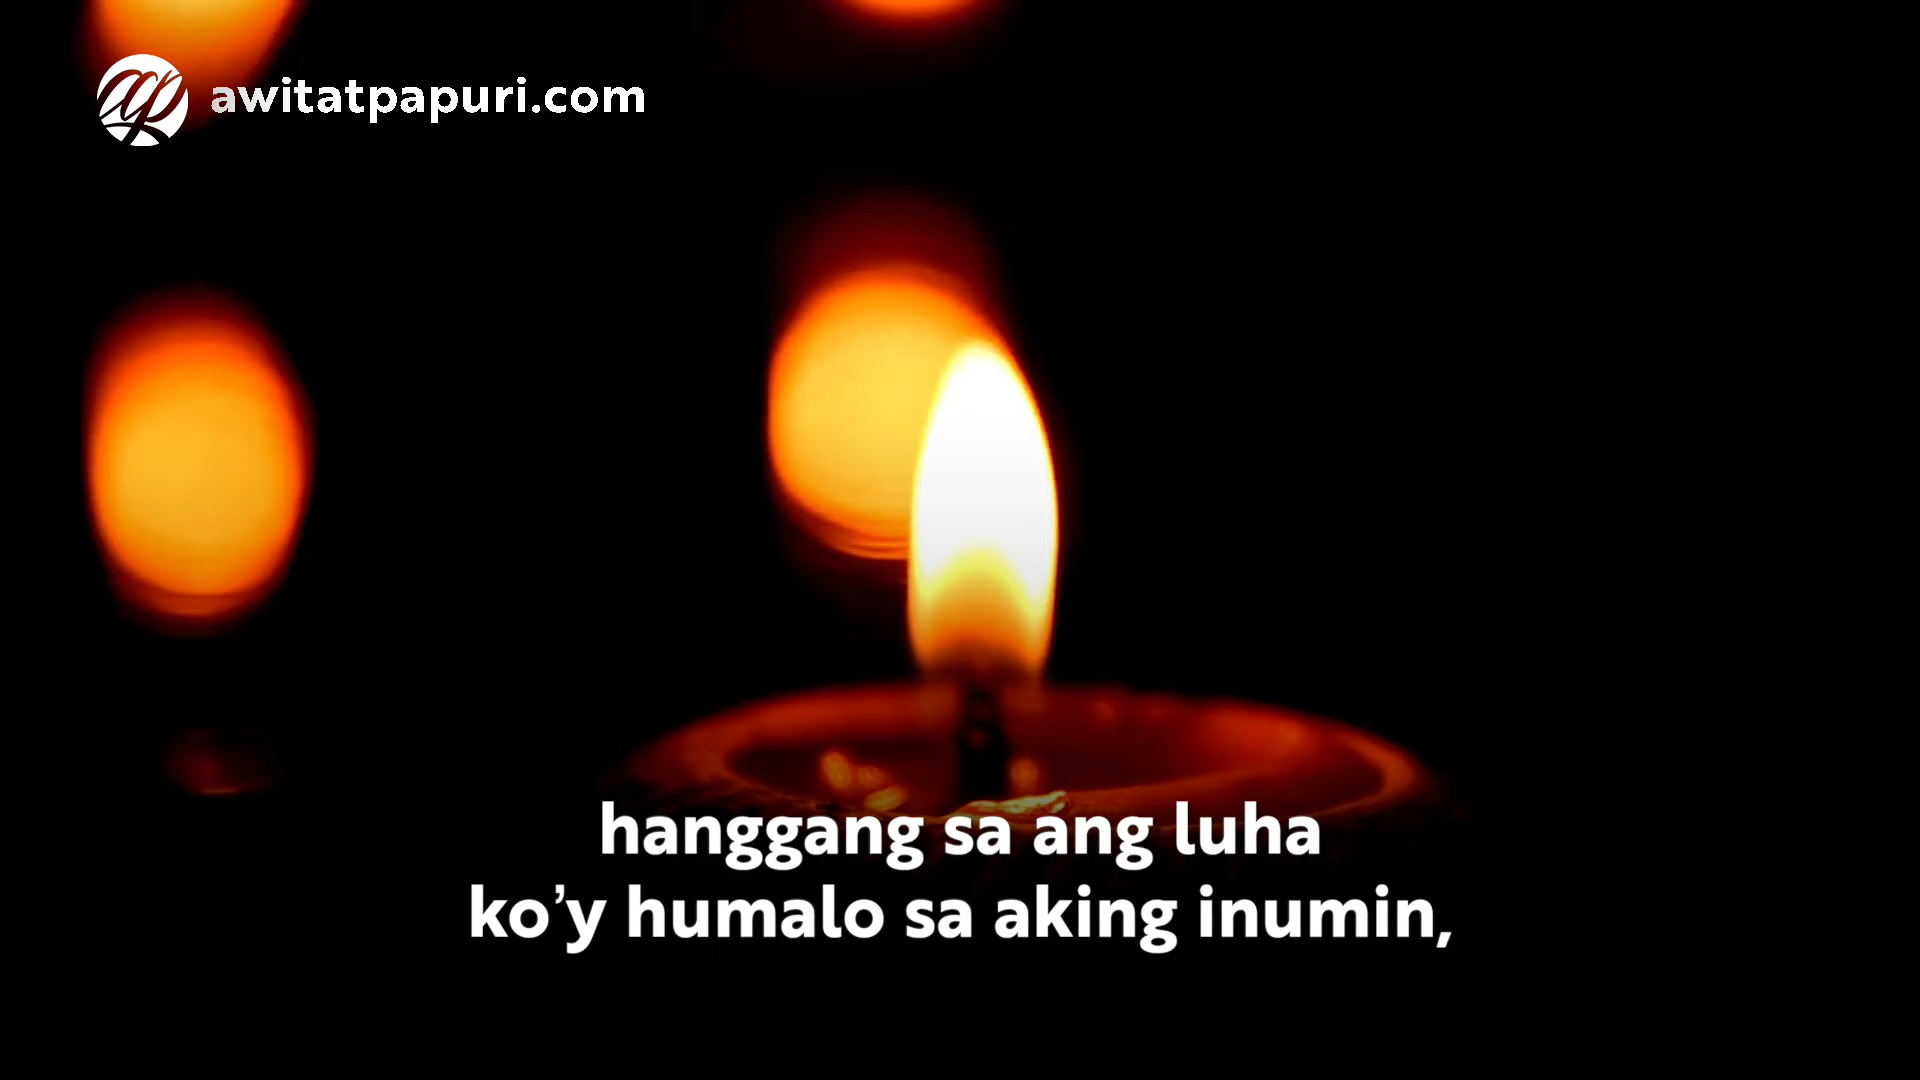 awitatpapuri.com
hanggang sa ang luha
ko’y humalo sa aking inumin,